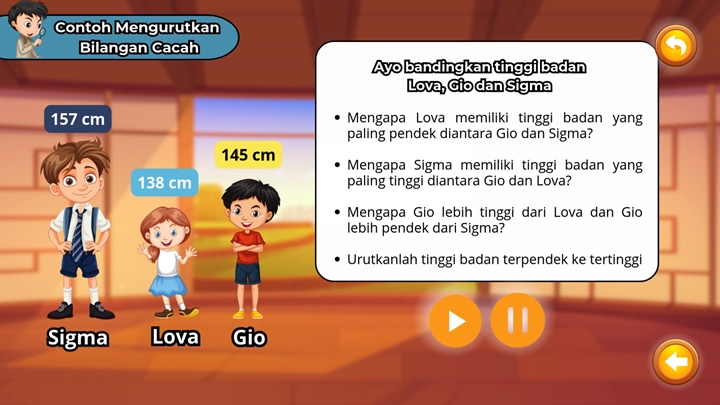 Contoh Mengurutkan
Bilangan Cacah
157 cm
138 cm
145 cm
Sigma
Lova
Gio
Ayo bandingkan tinggi badan
Lova, Gio dan Sigma
• Mengapa Lova memiliki tinggi badan yang
paling pendek diantara Gio dan Sigma?
• Mengapa Sigma memiliki tinggi badan yang
paling tinggi diantara Gio dan Lova?
• Mengapa Gio lebih tinggi dari Lova dan Gio
lebih pendek dari Sigma?
• Urutkanlah tinggi badan terpendek ke tertinggi